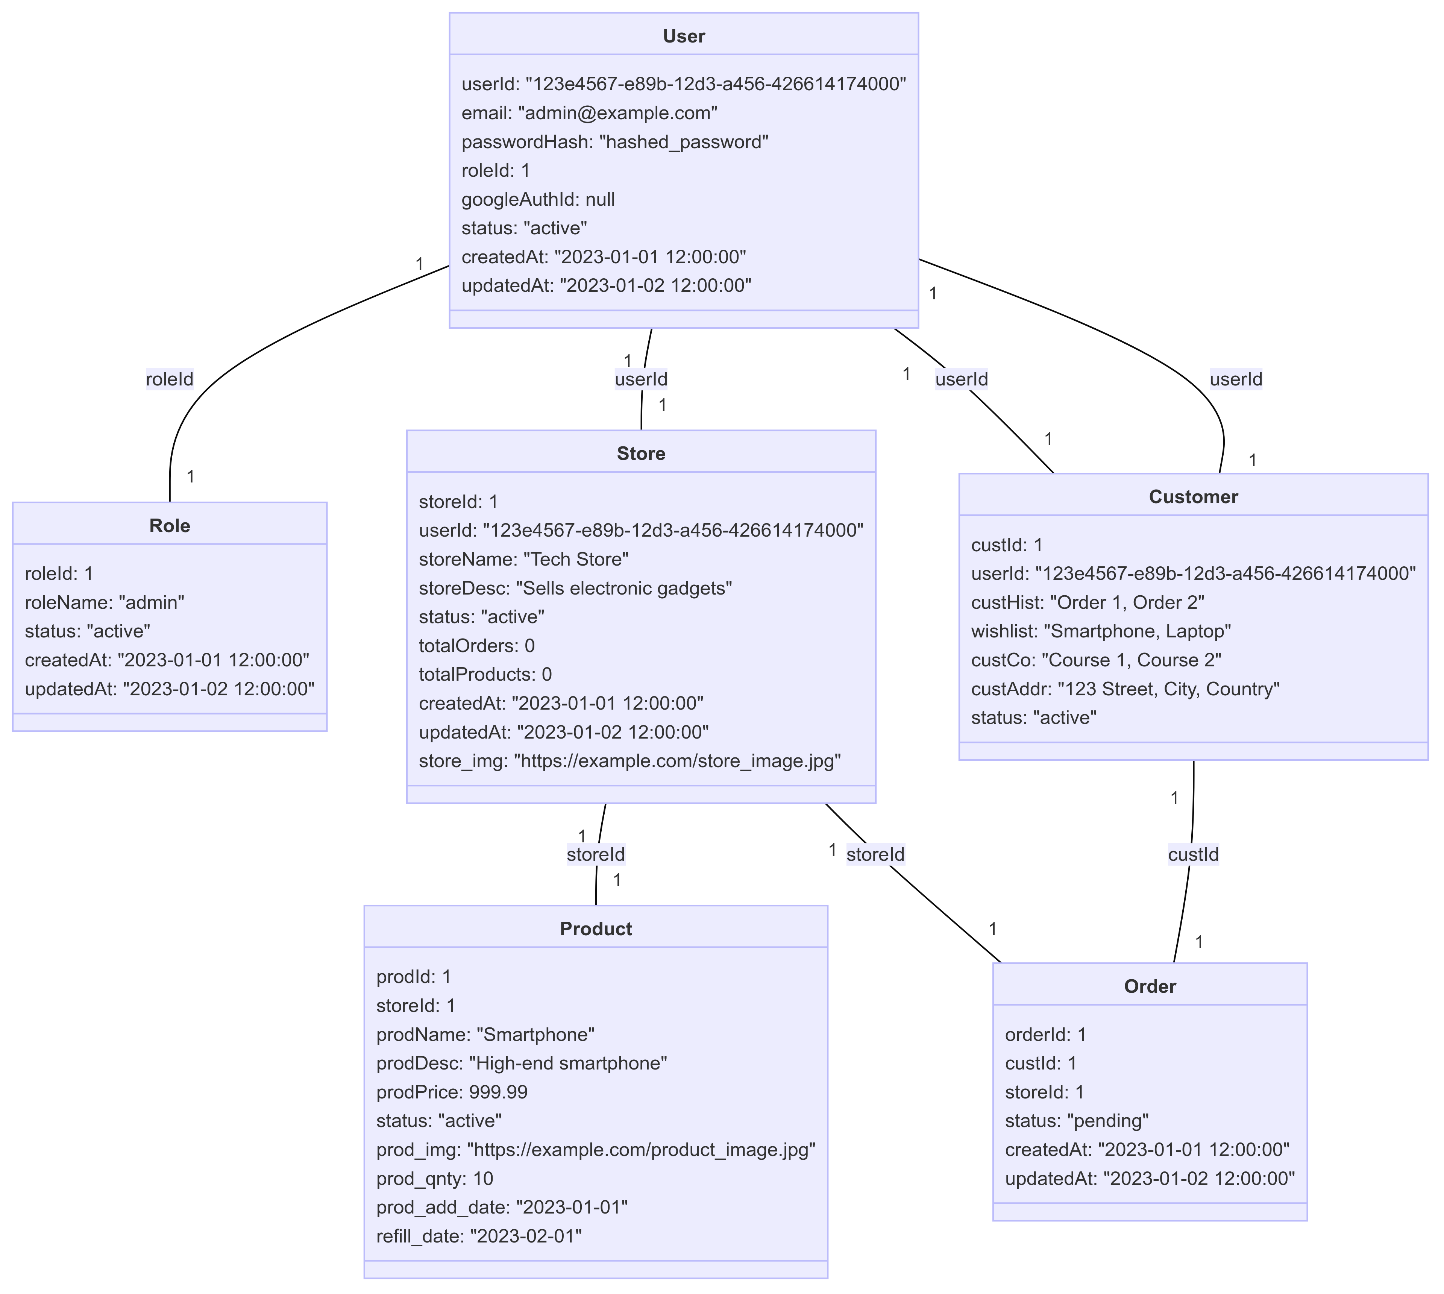 User
userId: "123e4567-e89b-12d3-a456-426614174000"
email: "admin@example.com"
passwordHash: "hashed_password"
roleId: 1
googleAuthId: null
status: "active"
createdAt: "2023-01-01 12:00:00"
updatedAt: "2023-01-02 12:00:00"
1
roleId
1
1
userId
1
1
userId
1
1
userId
1
Role
roleId: 1
roleName: "admin"
status: "active"
createdAt: "2023-01-01 12:00:00"
updatedAt: "2023-01-02 12:00:00"
Store
storeId: 1
userId: "123e4567-e89b-12d3-a456-426614174000"
storeName: "Tech Store"
storeDesc: "Sells electronic gadgets"
status: "active"
totalOrders: 0
totalProducts: 0
createdAt: "2023-01-01 12:00:00"
updatedAt: "2023-01-02 12:00:00"
store_img: "https://example.com/store_image.jpg"
Customer
custId: 1
userId: "123e4567-e89b-12d3-a456-426614174000"
custHist: "Order 1, Order 2"
wishlist: "Smartphone, Laptop"
custCo: "Course 1, Course 2"
custAddr: "123 Street, City, Country"
status: "active"
1
storeId
1
1
storeId
1
1
custId
1
Product
prodId: 1
storeId: 1
prodName: "Smartphone"
prodDesc: "High-end smartphone"
prodPrice: 999.99
status: "active"
prod_img: "https://example.com/product_image.jpg"
prod_qnty: 10
prod_add_date: "2023-01-01"
refill_date: "2023-02-01"
Order
orderId: 1
custId: 1
storeId: 1
status: "pending"
createdAt: "2023-01-01 12:00:00"
updatedAt: "2023-01-02 12:00:00"